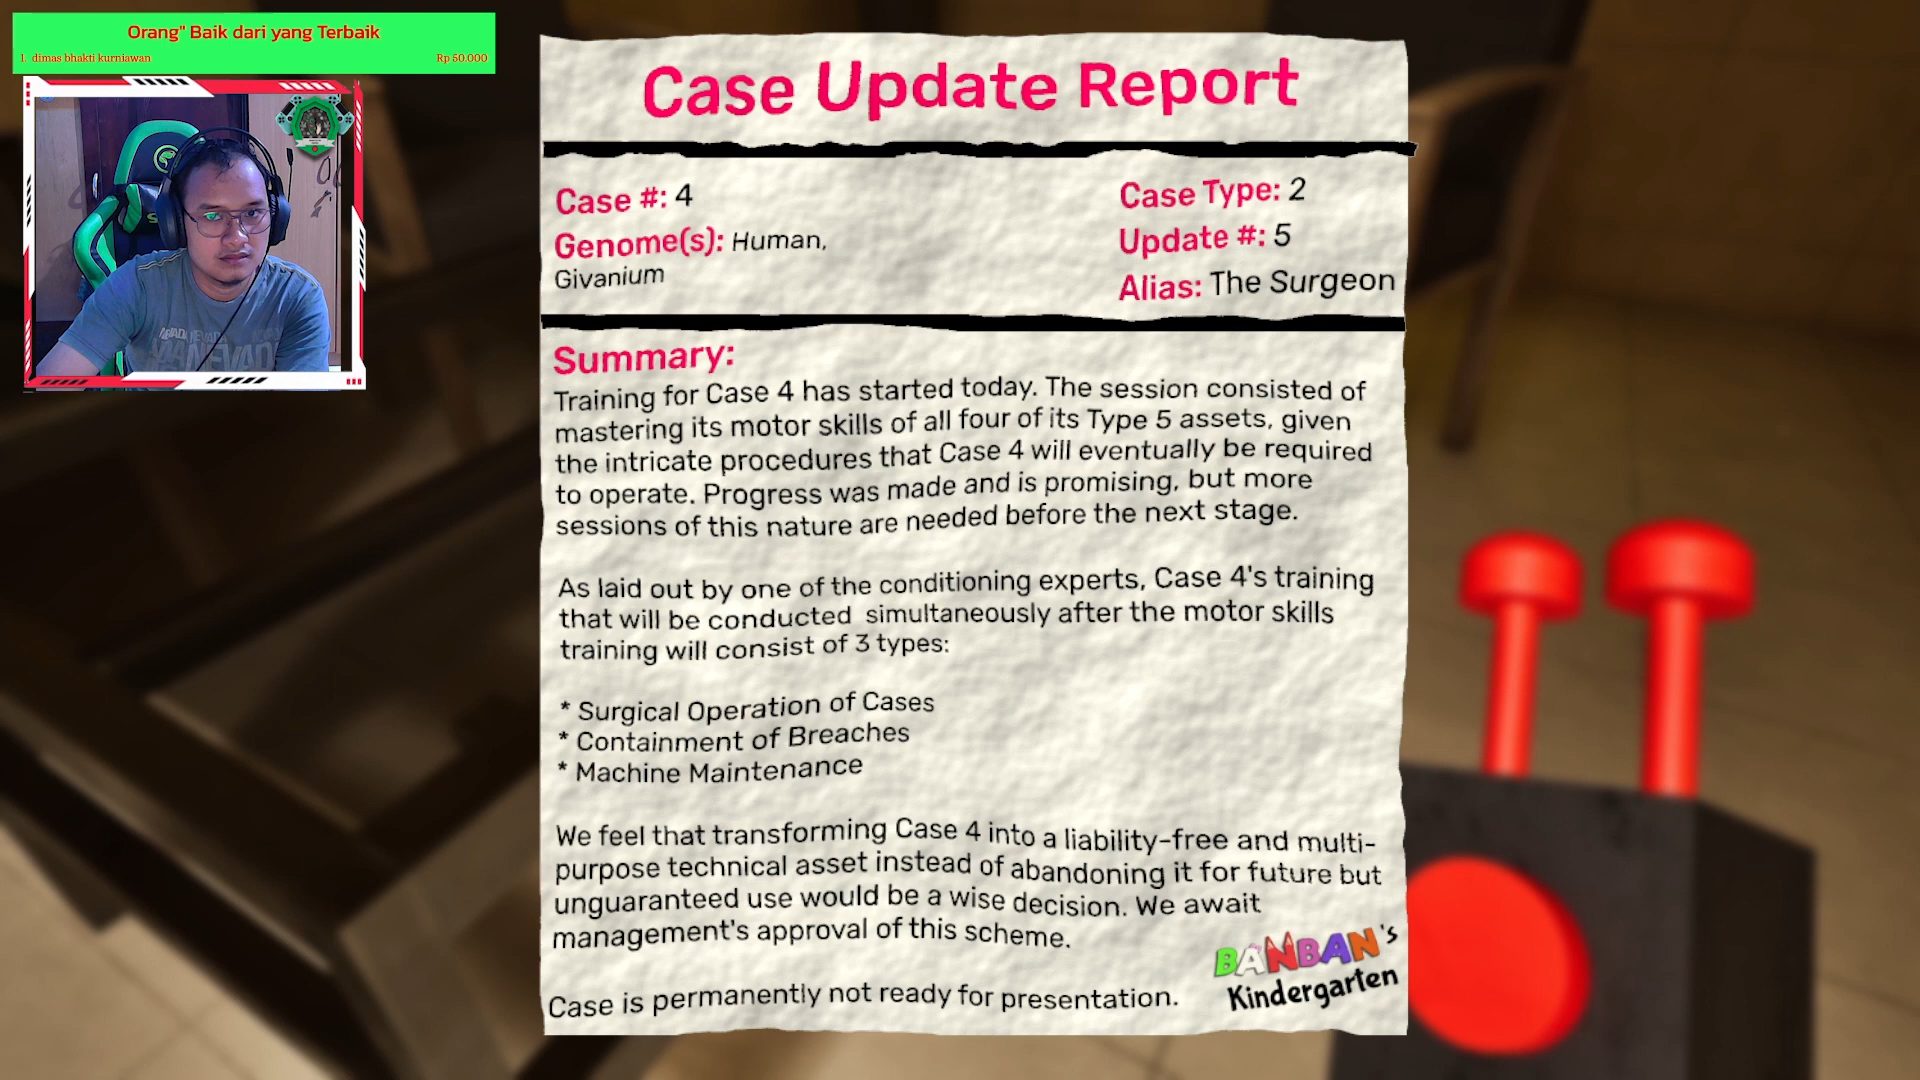 Orang" Baik dari yang Terbaik
1. dimas bhakti kurniawan Rp 50.000
Case Update Report
Case #: 4
Genome(s): Human,
Givanium
Case Type: 2
Update #: 5
Alias: The Surgeon
Summary:
Training for Case 4 has started today. The session consisted of
mastering its motor skills of all four of its Type 5 assets, given
the intricate procedures that Case 4 will eventually be required
to operate. Progress was made and is promising, but more
sessions of this nature are needed before the next stage.
As laid out by one of the conditioning experts, Case 4's training
that will be conducted simultaneously after the motor skills
training will consist of 3 types:
* Surgical Operation of Cases
* Containment of Breaches
* Machine Maintenance
We feel that transforming Case 4 into a liability-free and multi-
purpose technical asset instead of abandoning it for future but
unguaranteed use would be a wise decision. We await
management's approval of this scheme.
BANBAN's
Kindergarten
Case is permanently not ready for presentation.